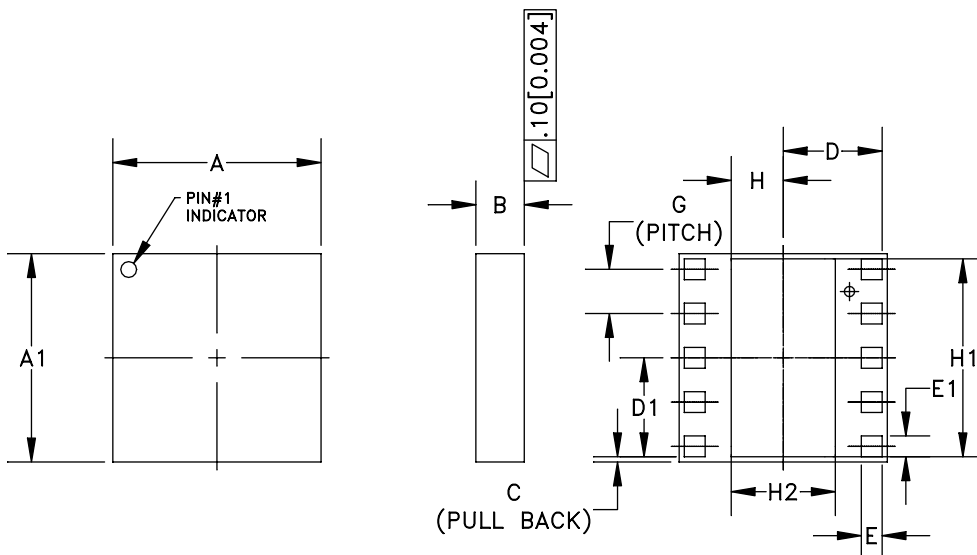 .10[0.004]
A
PIN#1
INDICATOR
B
D
H
G
(PITCH)
A1
D1
H1
E1
C
(PULL BACK)
H2
E